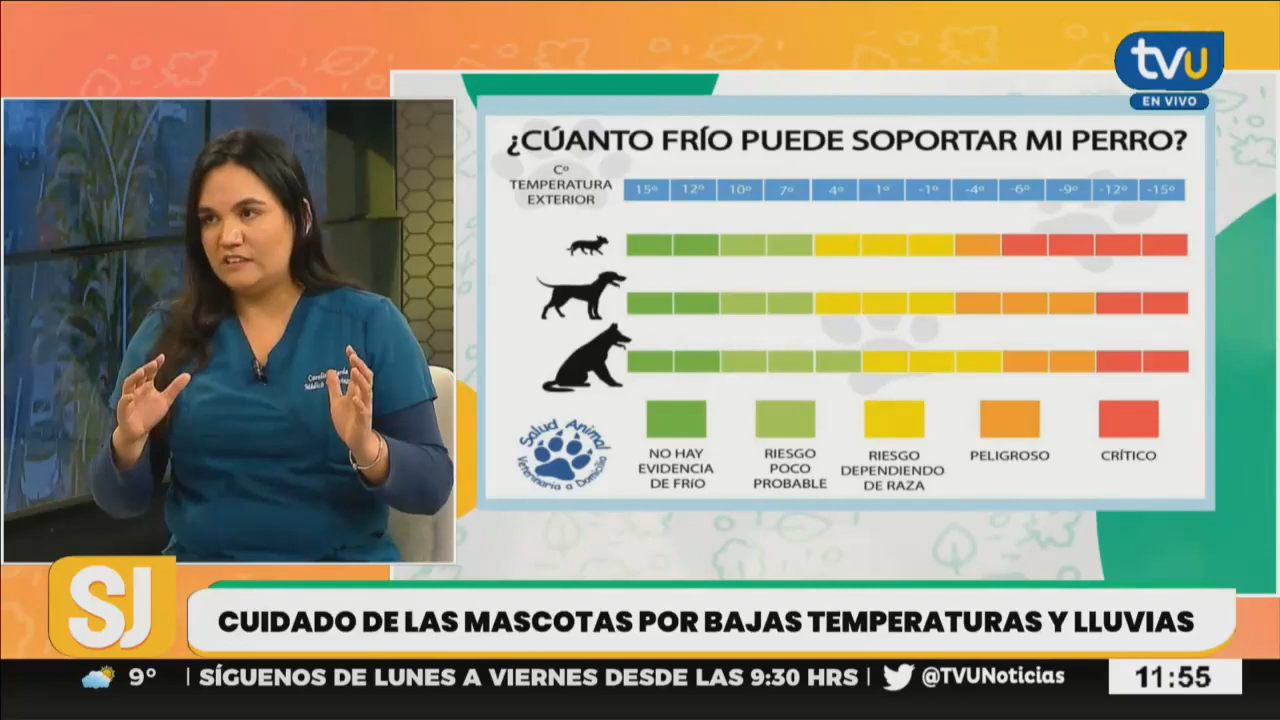 tvu
EN VIVO
¿CÚANTO FRÍO PUEDE SOPORTAR MI PERRO?
Cº
TEMPERATURA
EXTERIOR
15º 12º 10º 7º 4º 1º -1º -4º -6º -9º -12º -15º
Salud Animal
Veterinaria a Domicilio
NO HAY
EVIDENCIA
DE FRÍO
RIESGO
POCO
PROBABLE
RIESGO
DEPENDIENDO
DE RAZA
PELIGROSO
CRÍTICO
SJ
CUIDADO DE LAS MASCOTAS POR BAJAS TEMPERATURAS Y LLUVIAS
9º | SÍGUENOS DE LUNES A VIERNES DESDE LAS 9:30 HRS | @TVUNoticias
11:55